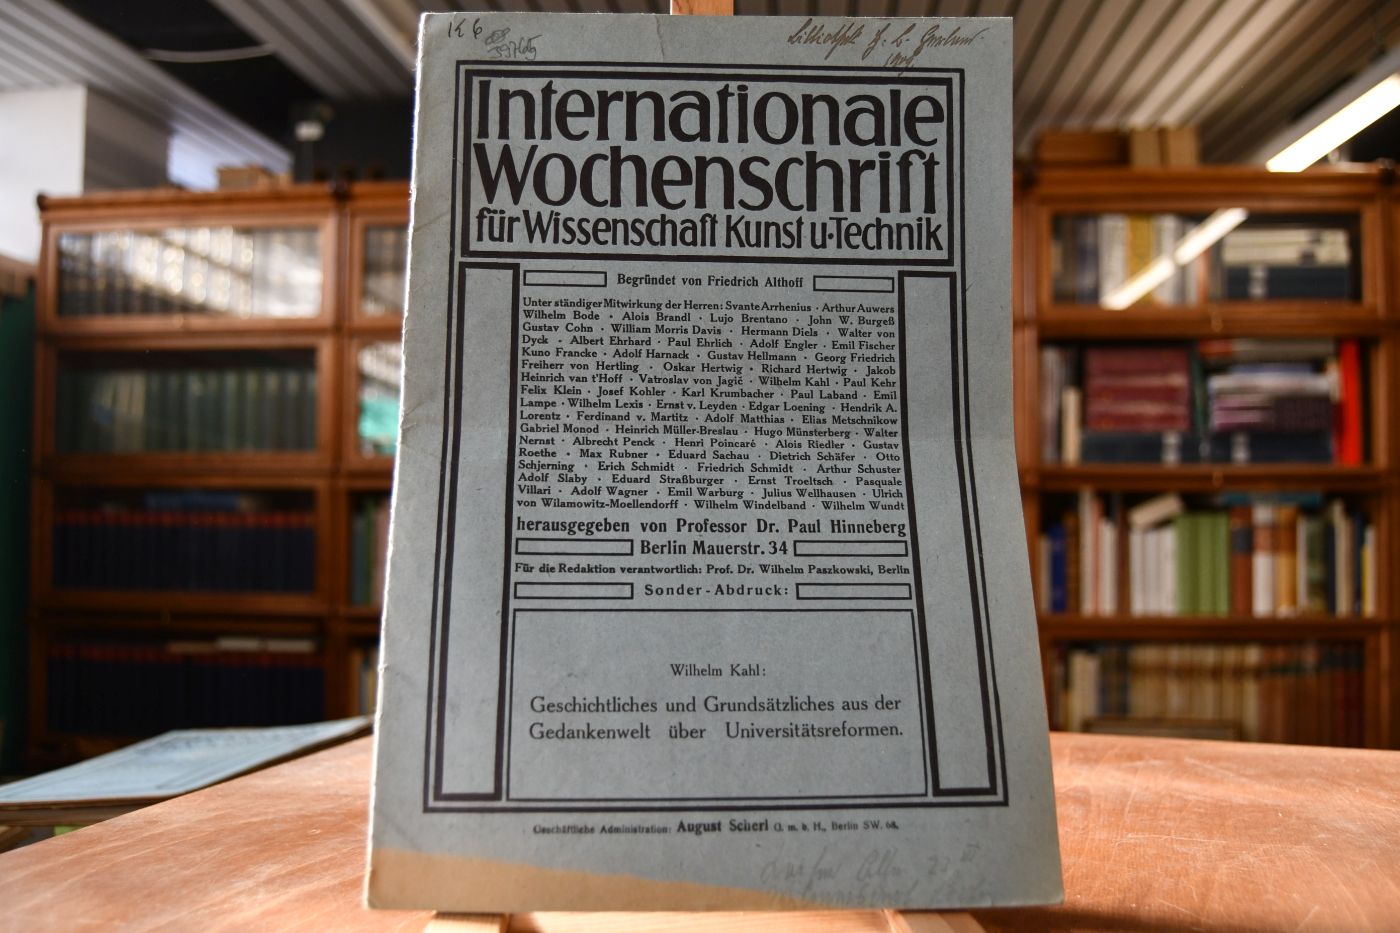 K 6
Internationale
Wochenschrift
für Wissenschaft Kunst u. Technik
Begründet von Friedrich Althoff
Unter ständiger Mitwirkung der Herren: Svante Arrhenius · Arthur Auwers
Wilhelm Bode · Alois Brandl · Lujo Brentano · John W. Burgeß
Gustav Cohn · William Morris Davis · Hermann Diels · Walter von
Dyck · Albert Ehrhard · Paul Ehrlich · Adolf Engler · Emil Fischer
Kuno Francke · Adolf Harnack · Gustav Hellmann · Georg Friedrich
Freiherr von Hertling · Oskar Hertwig · Richard Hertwig · Jakob
Heinrich van t'Hoff · Vatroslav von Jagič · Wilhelm Kahl · Paul Kehr
Felix Klein · Josef Kohler · Karl Krumbacher · Paul Laband · Emil
Lampe · Wilhelm Lexis · Ernst v. Leyden · Edgar Loening · Hendrik A.
Lorentz · Ferdinand v. Martitz · Adolf Matthias · Elias Metschnikow
Gabriel Monod · Heinrich Müller-Breslau · Hugo Münsterberg · Walter
Nernst · Albrecht Penck · Henri Poincaré · Alois Riedler · Gustav
Roethe · Max Rubner · Eduard Sachau · Dietrich Schäfer · Otto
Schjerning · Erich Schmidt · Friedrich Schmidt · Arthur Schuster
Adolf Slaby · Eduard Straßburger · Ernst Troeltsch · Pasquale
Villari · Adolf Wagner · Emil Warburg · Julius Wellhausen · Ulrich
von Wilamowitz-Moellendorff · Wilhelm Windelband · Wilhelm Wundt
herausgegeben von Professor Dr. Paul Hinneberg
Berlin Mauerstr. 34
Für die Redaktion verantwortlich: Prof. Dr. Wilhelm Paszkowski, Berlin
Sonder-Abdruck:
Wilhelm Kahl:
Geschichtliches und Grundsätzliches aus der
Gedankenwelt über Universitätsreformen.
Geschäftliche Administration: August Scherl G. m. b. H., Berlin SW. 68.